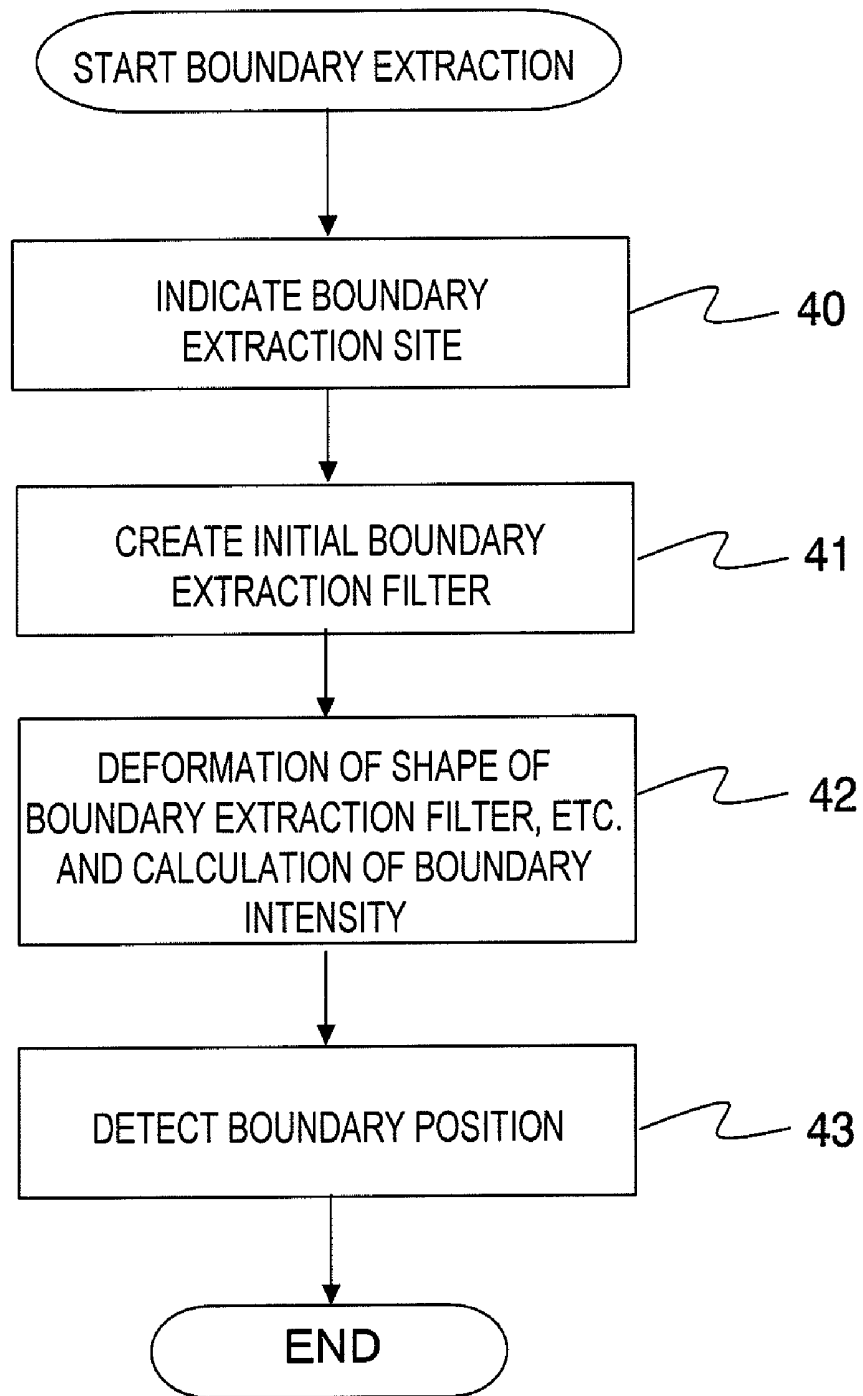 START BOUNDARY EXTRACTION
INDICATE BOUNDARY
EXTRACTION SITE
40
CREATE INITIAL BOUNDARY
EXTRACTION FILTER
41
DEFORMATION OF SHAPE OF
BOUNDARY EXTRACTION FILTER, ETC.
AND CALCULATION OF BOUNDARY
INTENSITY
42
DETECT BOUNDARY POSITION
43
END